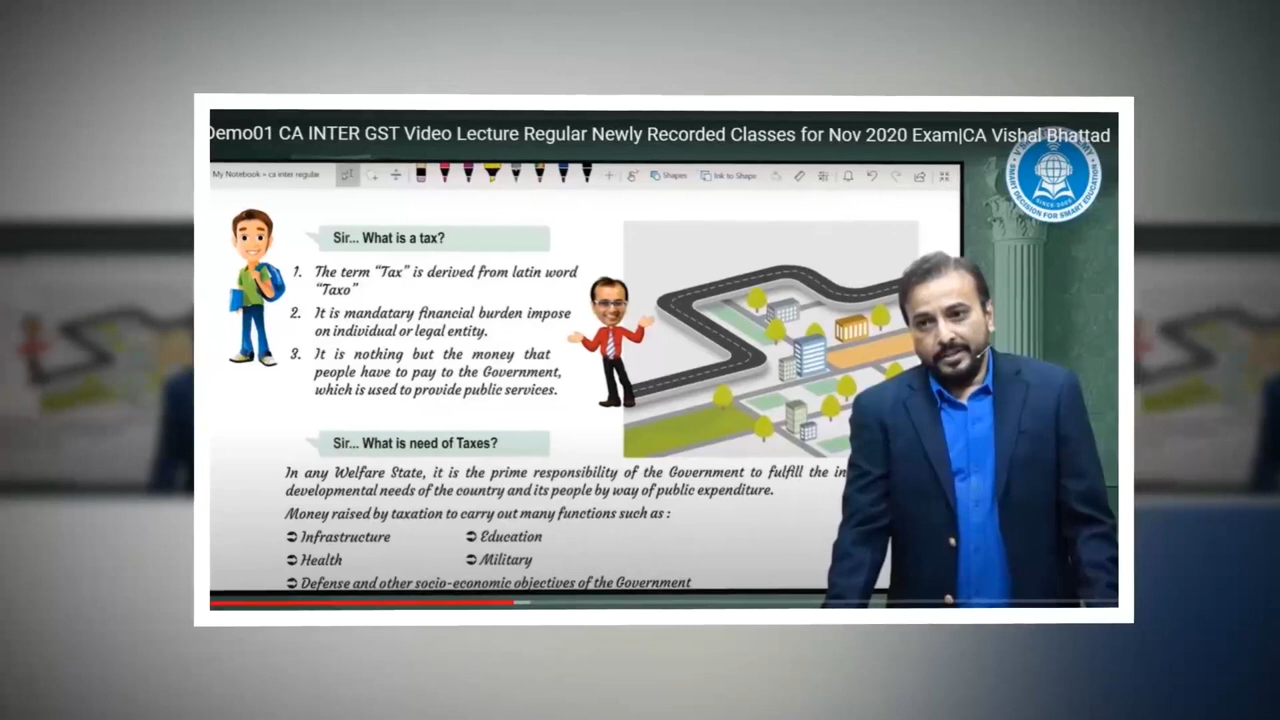 Demo01 CA INTER GST Video Lecture Regular Newly Recorded Classes for Nov 2020 Exam|CA Vishal Bhattad
My Notebook » ca inter regular
Shapes
Ink to Shape
SMART DECISION FOR SMART EDUCATION
SINCE 2005
Sir... What is a tax?
1. The term “Tax” is derived from latin word
“Taxo”
2. It is mandatary financial burden impose
on individual or legal entity.
3. It is nothing but the money that
people have to pay to the Government,
which is used to provide public services.
Sir... What is need of Taxes?
In any Welfare State, it is the prime responsibility of the Government to fulfill the in
developmental needs of the country and its people by way of public expenditure.
Money raised by taxation to carry out many functions such as :
Infrastructure
Education
Health
Military
Defense and other socio-economic objectives of the Government